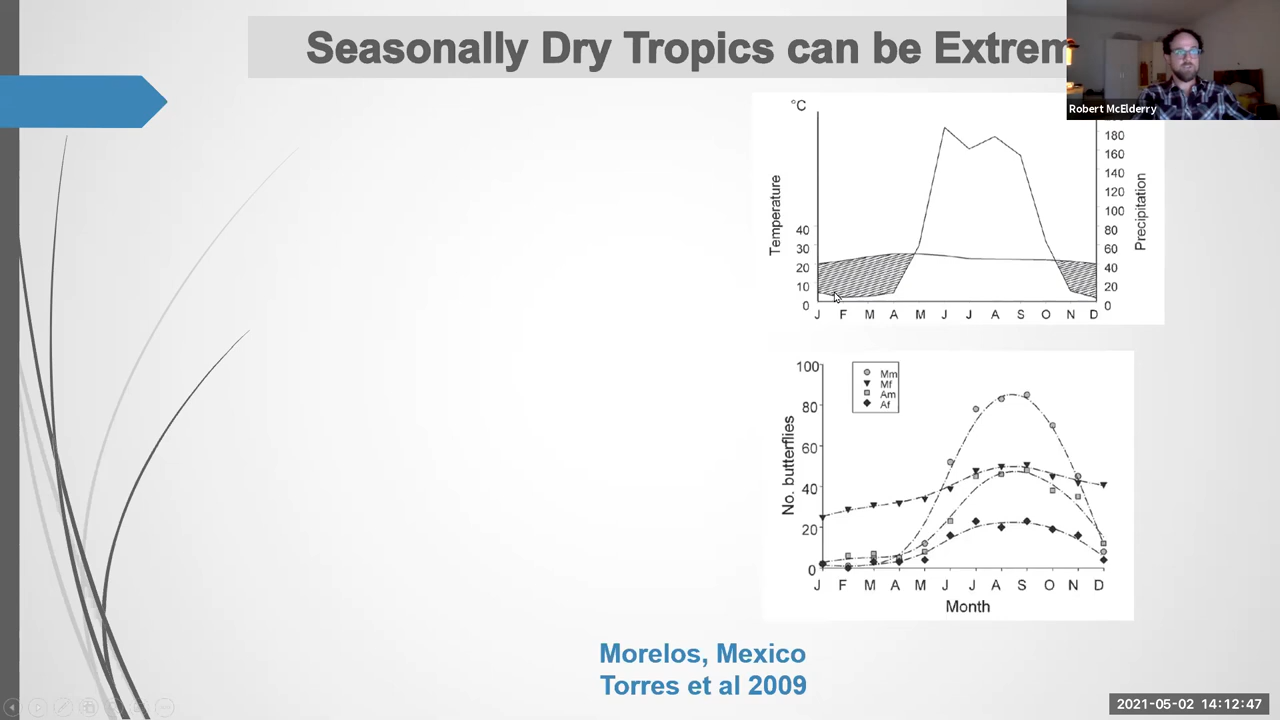 Seasonally Dry Tropics can be Extrem
Robert McElderry
°C
180
160
140
120
100
80
60
40
20
0
Precipitation
Temperature
40
30
20
10
0
J F M A M J J A S O N D
100
80
60
40
20
0
No. butterflies
Mm
Mf
Am
Af
J F M A M J J A S O N D
Month
Morelos, Mexico
Torres et al 2009
2021-05-02 14:12:47